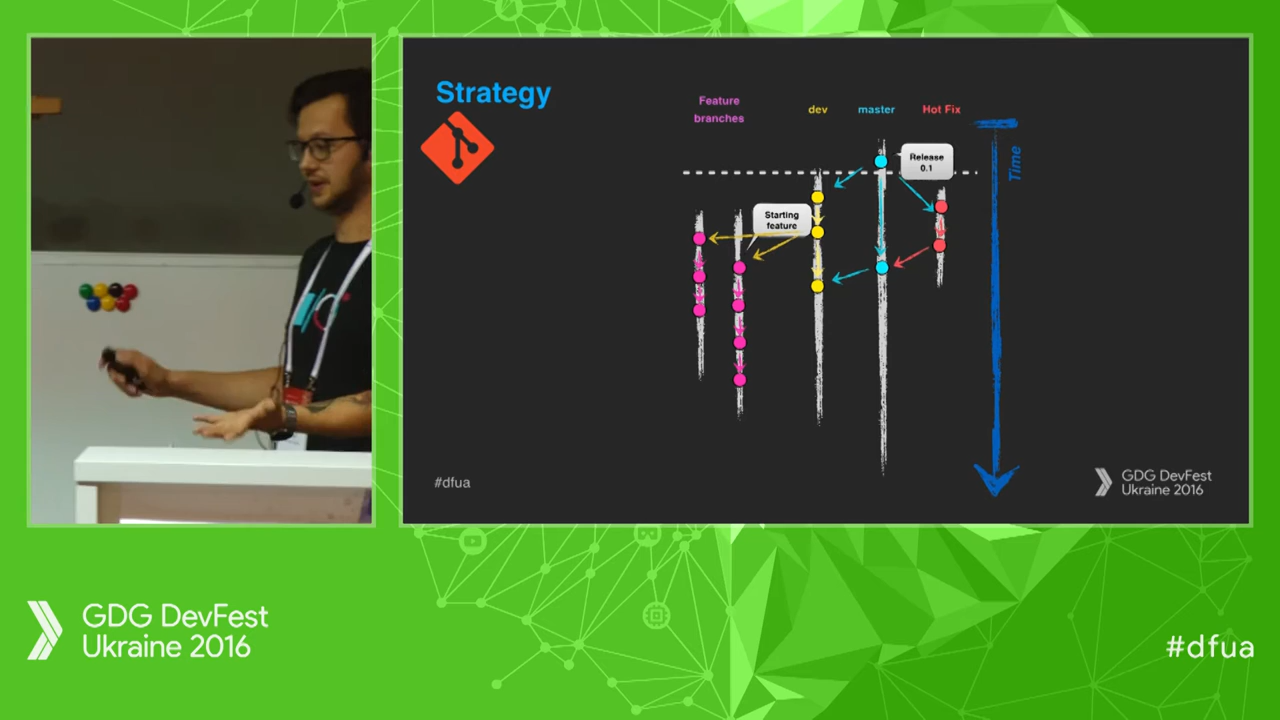 Strategy
Feature
branches
dev
master
Hot Fix
Release
0.1
Time
Starting
feature
#dfua
GDG DevFest
Ukraine 2016
GDG DevFest
Ukraine 2016
#dfua